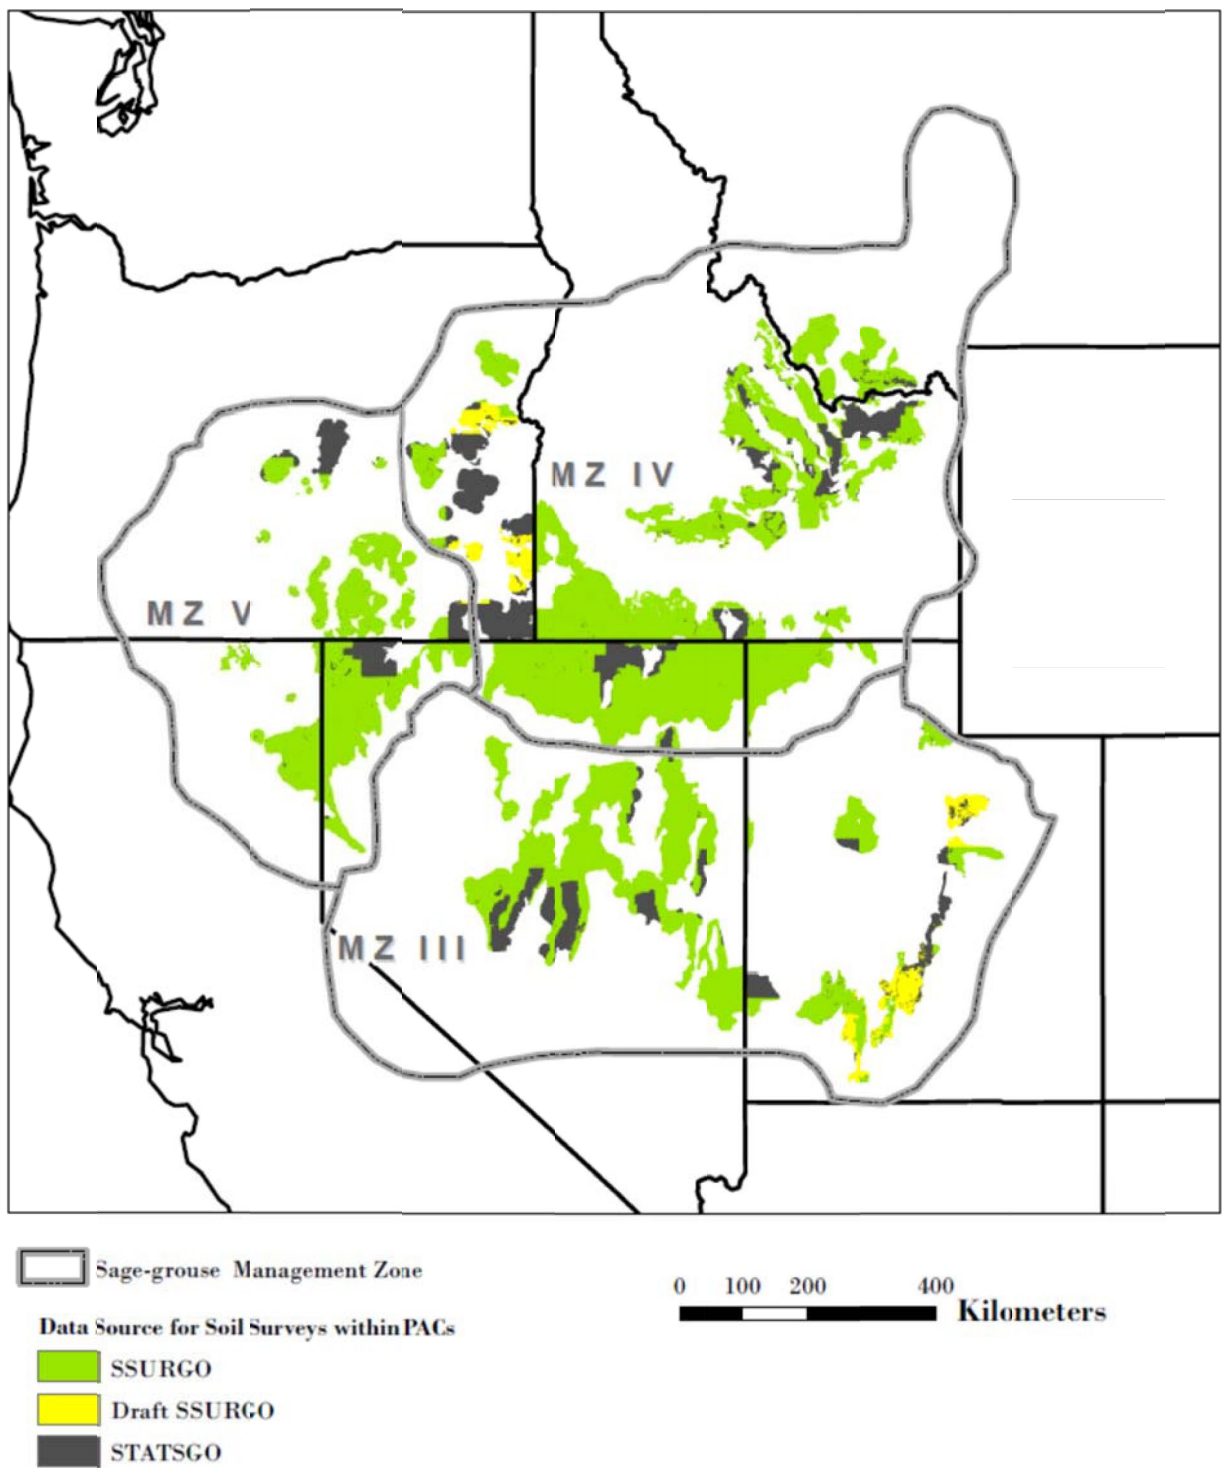 MZ IV
MZ V
MZ III
Sage-grouse Management Zone
0 100 200 400
Kilometers
Data Source for Soil Surveys within PACs
SSURGO
Draft SSURGO
STATSGO